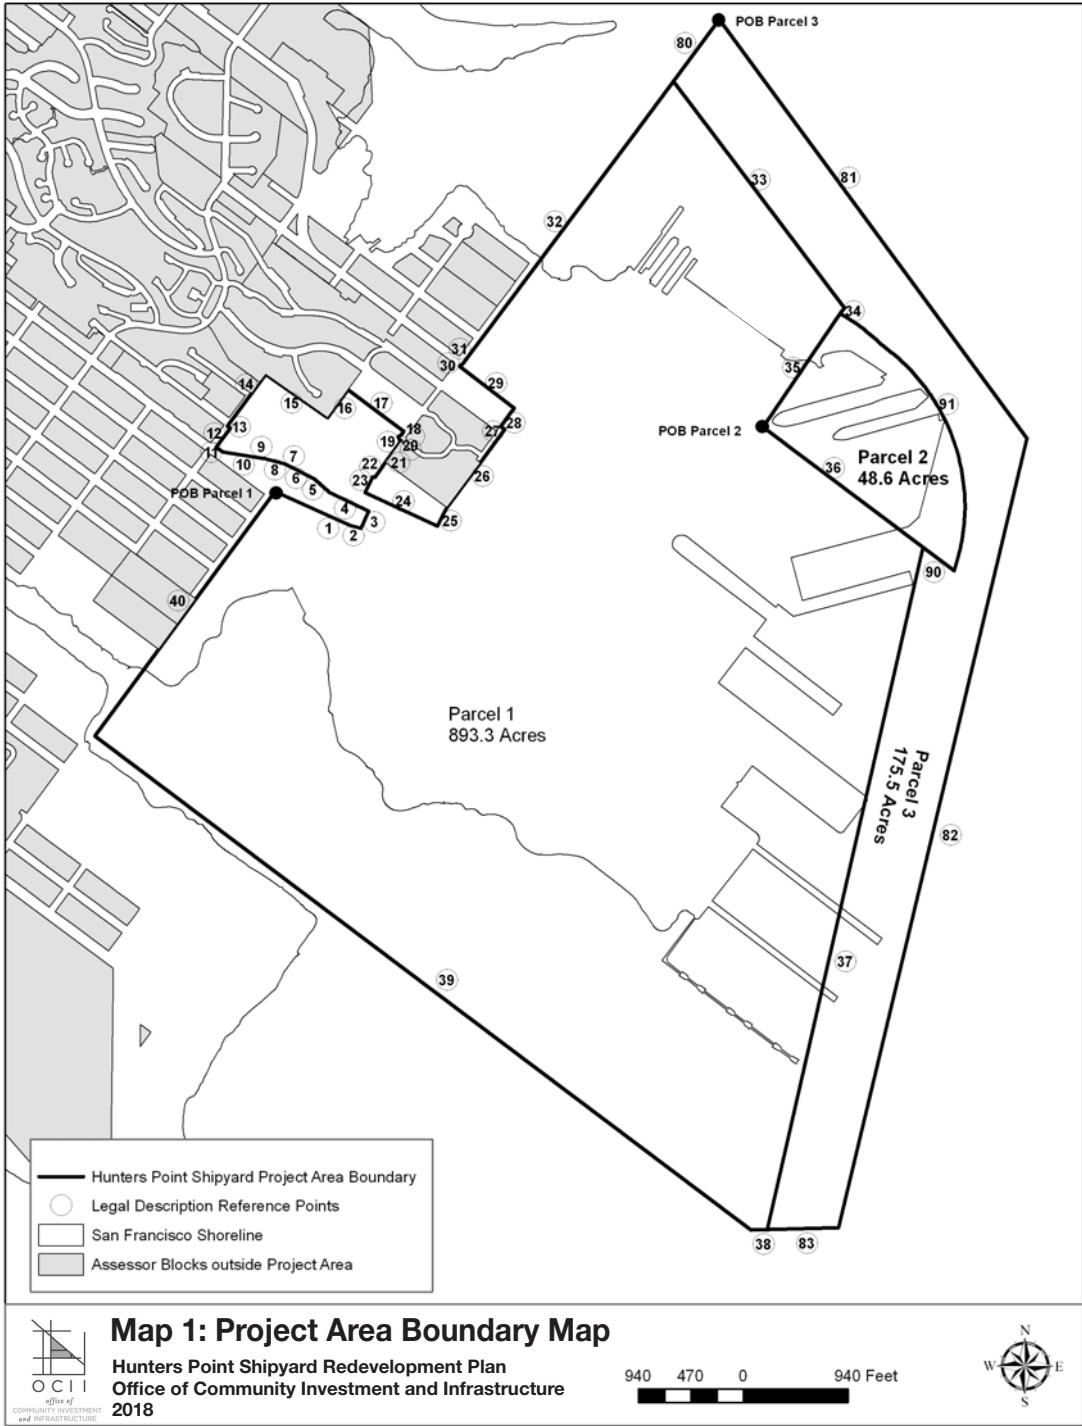 POB Parcel 3
80
81
33
32
34
35
31
30
29
91
14
15
16
17
28
27
18
POB Parcel 2
12
13
19
20
Parcel 2
48.6 Acres
11
9
10
7
8
21
22
36
26
6
23
5
POB Parcel 1
24
4
3
25
1
2
90
40
Parcel 1
893.3 Acres
Parcel 3
175.5 Acres
82
37
39
38
83
Hunters Point Shipyard Project Area Boundary
Legal Description Reference Points
San Francisco Shoreline
Assessor Blocks outside Project Area
OCII
office of
COMMUNITY INVESTMENT
and INFRASTRUCTURE
Map 1: Project Area Boundary Map
Hunters Point Shipyard Redevelopment Plan
Office of Community Investment and Infrastructure
2018
940 470 0 940 Feet
N
W E
S